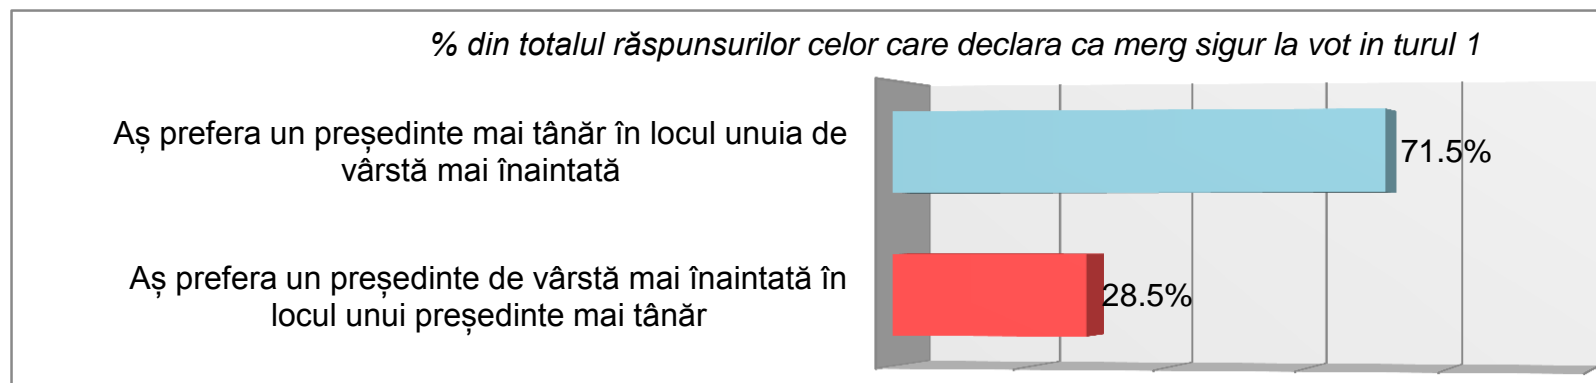 % din totalul răspunsurilor celor care declara ca merg sigur la vot in turul 1
Aș prefera un președinte mai tânăr în locul unuia de
vârstă mai înaintată
71.5%
Aș prefera un președinte de vârstă mai înaintată în
locul unui președinte mai tânăr
28.5%